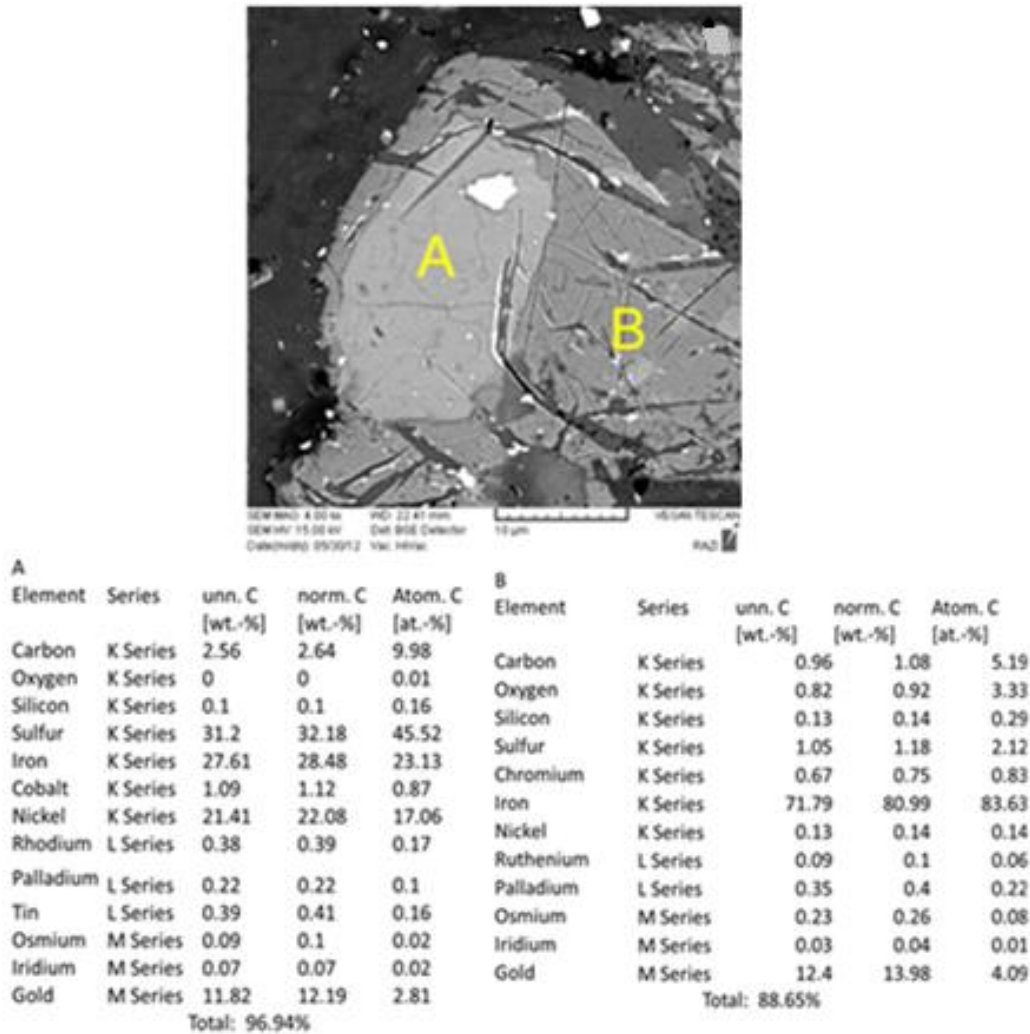 A
B
SEM MAG: 4.00 kx WD: 22.41 mm VEGA\\ TESCAN
SEM HV: 15.00 kV Det: BSE Detector 10 µm
Date(m/d/y): 05/30/12 Vac: HiVac RAZI
A
Element Series unn. C norm. C Atom. C
[wt.-%] [wt.-%] [at.-%]
Carbon K Series 2.56 2.64 9.98
Oxygen K Series 0 0 0.01
Silicon K Series 0.1 0.1 0.16
Sulfur K Series 31.2 32.18 45.52
Iron K Series 27.61 28.48 23.13
Cobalt K Series 1.09 1.12 0.87
Nickel K Series 21.41 22.08 17.06
Rhodium L Series 0.38 0.39 0.17
Palladium L Series 0.22 0.22 0.1
Tin L Series 0.39 0.41 0.16
Osmium M Series 0.09 0.1 0.02
Iridium M Series 0.07 0.07 0.02
Gold M Series 11.82 12.19 2.81
Total: 96.94%
B
Element Series unn. C norm. C Atom. C
[wt.-%] [wt.-%] [at.-%]
Carbon K Series 0.96 1.08 5.19
Oxygen K Series 0.82 0.92 3.33
Silicon K Series 0.13 0.14 0.29
Sulfur K Series 1.05 1.18 2.12
Chromium K Series 0.67 0.75 0.83
Iron K Series 71.79 80.99 83.63
Nickel K Series 0.13 0.14 0.14
Ruthenium L Series 0.09 0.1 0.06
Palladium L Series 0.35 0.4 0.22
Osmium M Series 0.23 0.26 0.08
Iridium M Series 0.03 0.04 0.01
Gold M Series 12.4 13.98 4.09
Total: 88.65%